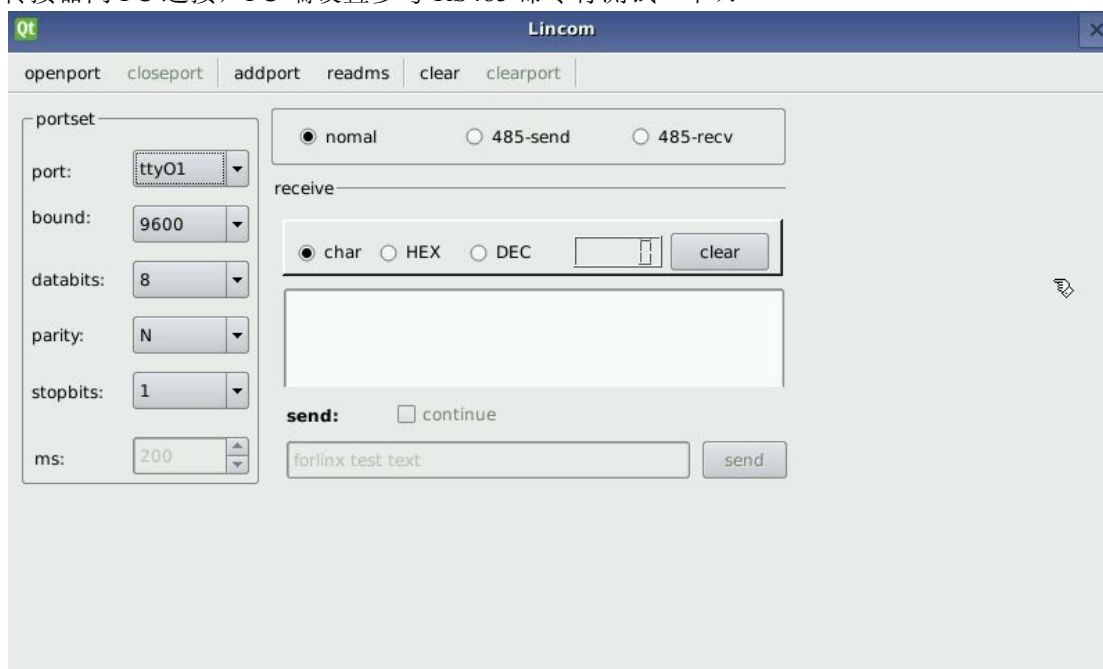 Lincom
openport closeport addport readms clear clearport
portset
port: ttyO1
bound: 9600
databits: 8
parity: N
stopbits: 1
ms: 200
nomal 485-send 485-recv
receive
char HEX DEC 0 clear
send: continue
forlinx test text send